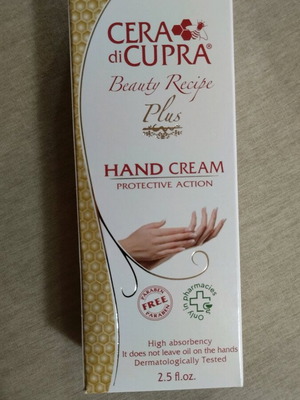 CERA
di CUPRA®
Beauty Recipe
Plus
HAND CREAM
PROTECTIVE ACTION
PARABEN
FREE
PARABEN
Only in pharmacies
High absorbency
It does not leave oil on the hands
Dermatologically Tested
2.5 fl.oz.